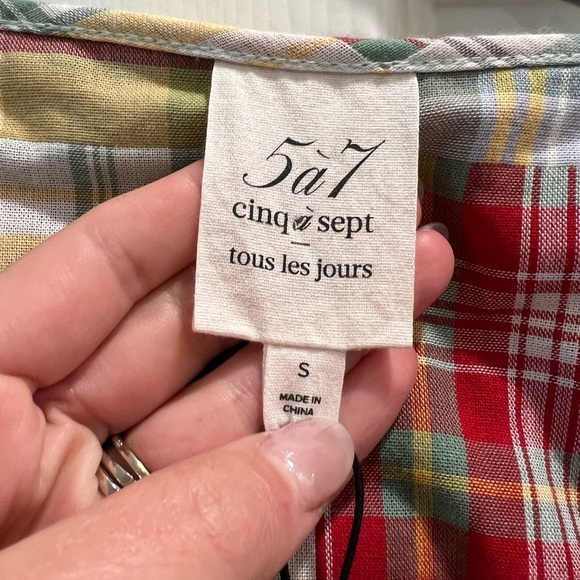 5à7
cinq à sept
tous les jours
S
MADE IN
CHINA